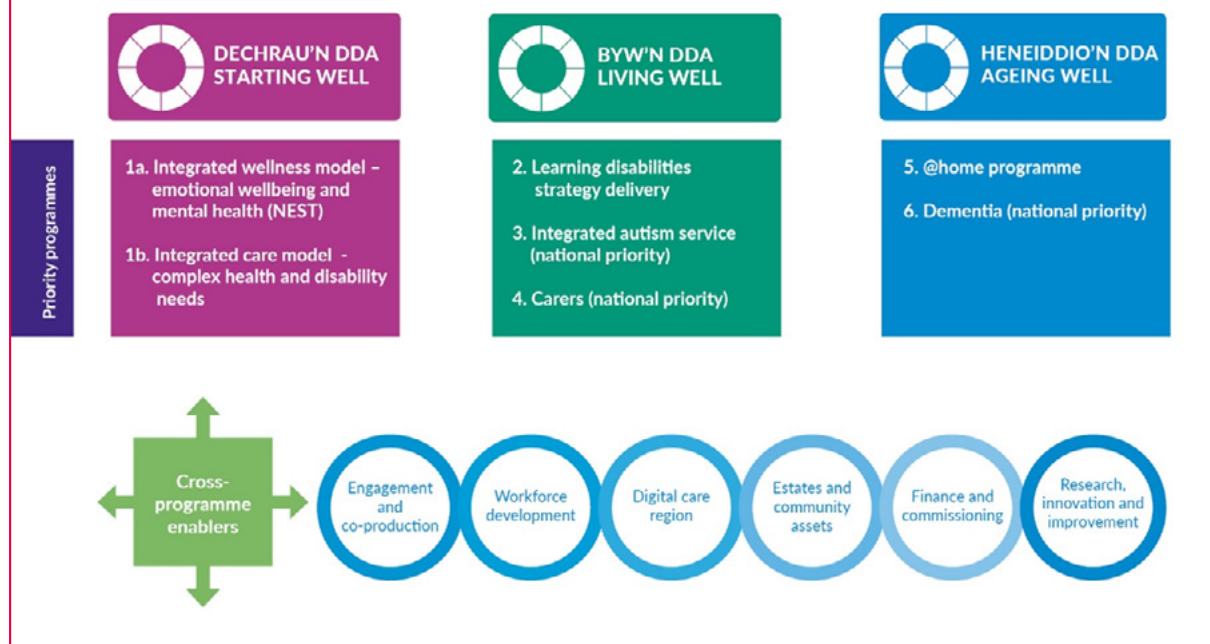 DECHRAU'N DDA
STARTING WELL
BYW'N DDA
LIVING WELL
HENEIDDIO'N DDA
AGEING WELL
Priority programmes
1a. Integrated wellness model –
emotional wellbeing and
mental health (NEST)
1b. Integrated care model -
complex health and disability
needs
2. Learning disabilities
strategy delivery
3. Integrated autism service
(national priority)
4. Carers (national priority)
5. @home programme
6. Dementia (national priority)
Cross-
programme
enablers
Engagement
and
co-production
Workforce
development
Digital care
region
Estates and
community
assets
Finance and
commissioning
Research,
innovation and
improvement